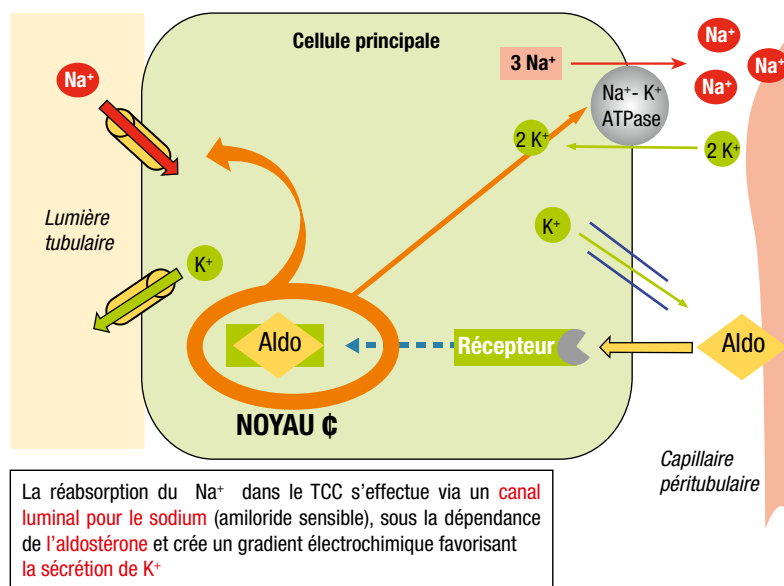 Cellule principale
Na⁺
3 Na⁺
Na⁺
Na⁺
Na⁺
Na⁺- K⁺
ATPase
2 K⁺
2 K⁺
Lumière
tubulaire
K⁺
K⁺
Aldo
Récepteur
Aldo
NOYAU ₵
Capillaire
péritubulaire
La réabsorption du Na⁺ dans le TCC s'effectue via un canal
luminal pour le sodium (amiloride sensible), sous la dépendance
de l'aldostérone et crée un gradient électrochimique favorisant
la sécrétion de K⁺